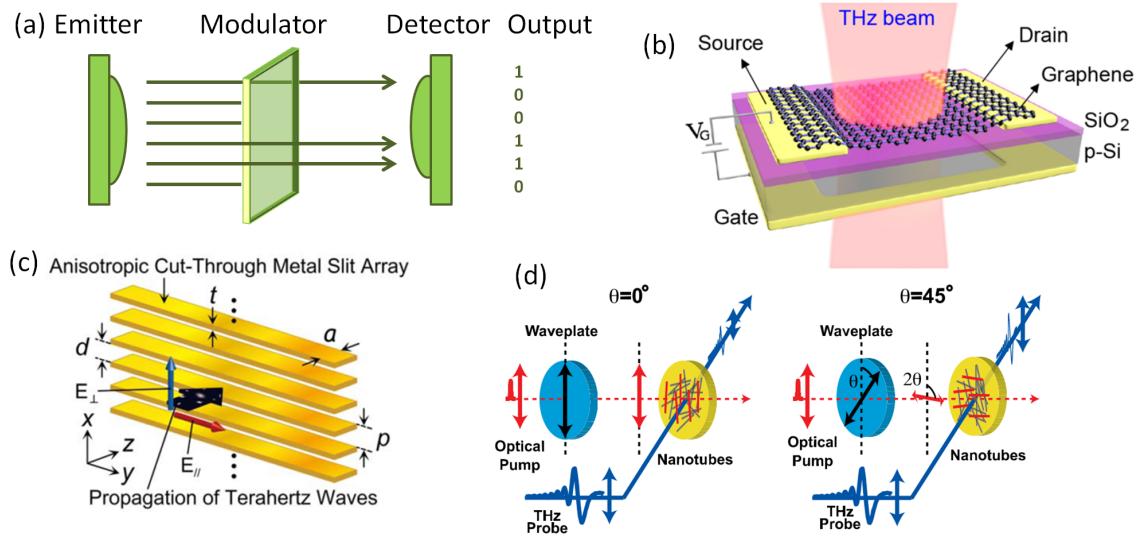 (a) Emitter Modulator Detector Output
1
0
0
1
1
0
(b)
THz beam
Source
Drain
Graphene
V_G
SiO2
p-Si
Gate
(c)
Anisotropic Cut-Through Metal Slit Array
t
a
d
E⊥
x
z
y
E//
p
Propagation of Terahertz Waves
(d)
θ=0°
Waveplate
Optical
Pump
Nanotubes
THz
Probe
θ=45°
Waveplate
θ
2θ
Optical
Pump
Nanotubes
THz
Probe